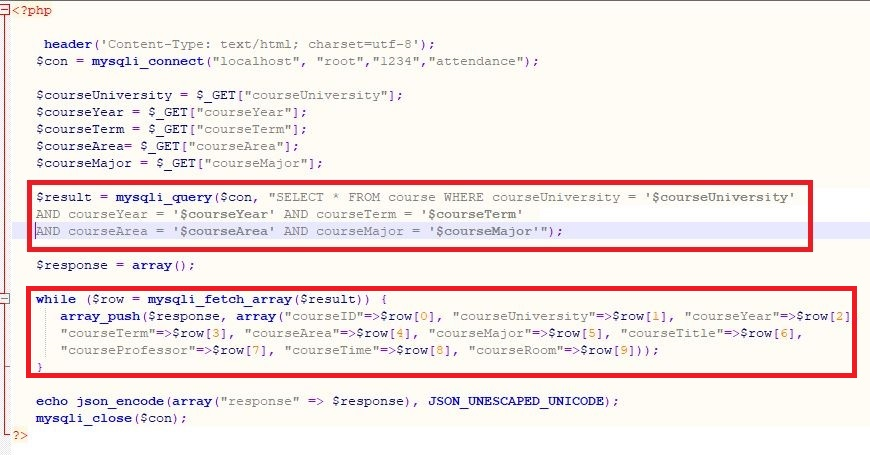 <?php
header('Content-Type: text/html; charset=utf-8');
$con = mysqli_connect("localhost", "root","1234","attendance");
$courseUniversity = $_GET["courseUniversity"];
$courseYear = $_GET["courseYear"];
$courseTerm = $_GET["courseTerm"];
$courseArea= $_GET["courseArea"];
$courseMajor = $_GET["courseMajor"];
$result = mysqli_query($con, "SELECT * FROM course WHERE courseUniversity = '$courseUniversity'
AND courseYear = '$courseYear' AND courseTerm = '$courseTerm'
AND courseArea = '$courseArea' AND courseMajor = '$courseMajor'");
$response = array();
while ($row = mysqli_fetch_array($result)) {
array_push($response, array("courseID"=>$row[0], "courseUniversity"=>$row[1], "courseYear"=>$row[2]
"courseTerm"=>$row[3], "courseArea"=>$row[4], "courseMajor"=>$row[5], "courseTitle"=>$row[6],
"courseProfessor"=>$row[7], "courseTime"=>$row[8], "courseRoom"=>$row[9]));
}
echo json_encode(array("response" => $response), JSON_UNESCAPED_UNICODE);
mysqli_close($con);
?>